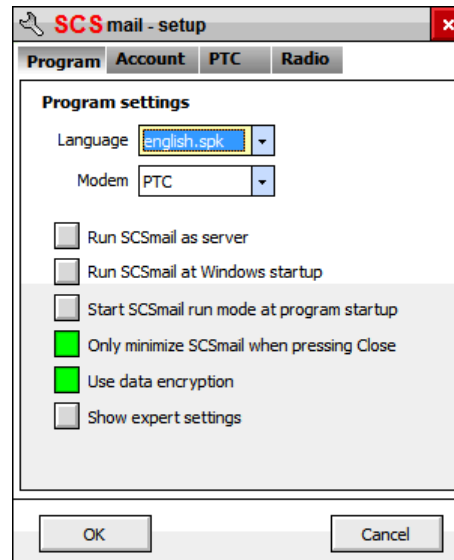 SCS mail - setup
Program Account PTC Radio
Program settings
Language english.spk
Modem PTC
Run SCSmail as server
Run SCSmail at Windows startup
Start SCSmail run mode at program startup
Only minimize SCSmail when pressing Close
Use data encryption
Show expert settings
OK Cancel